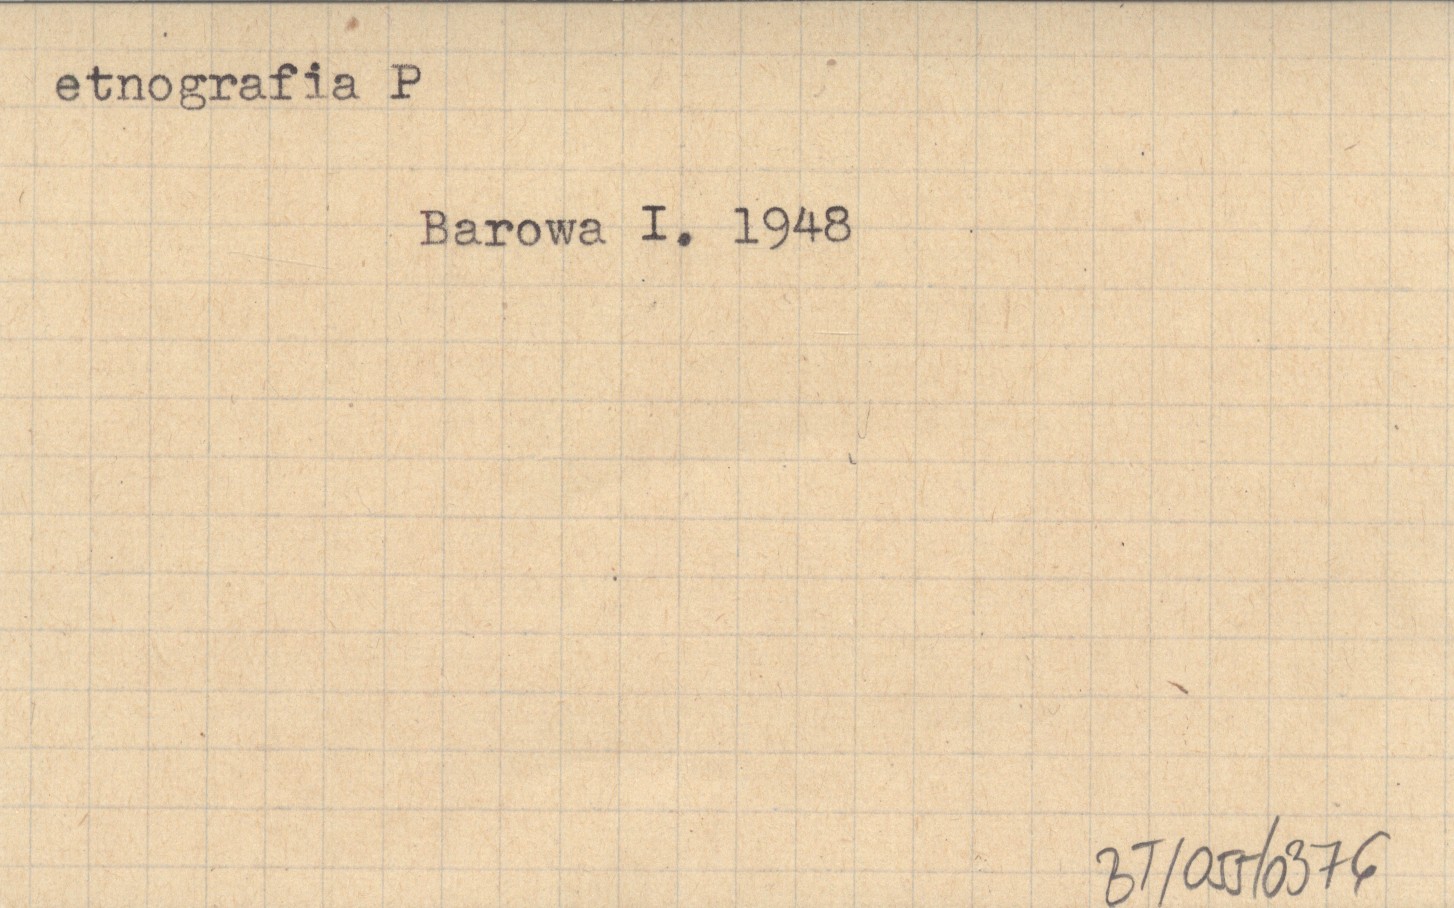 etnografia P
Barowa I. 1948
BT/055/0376